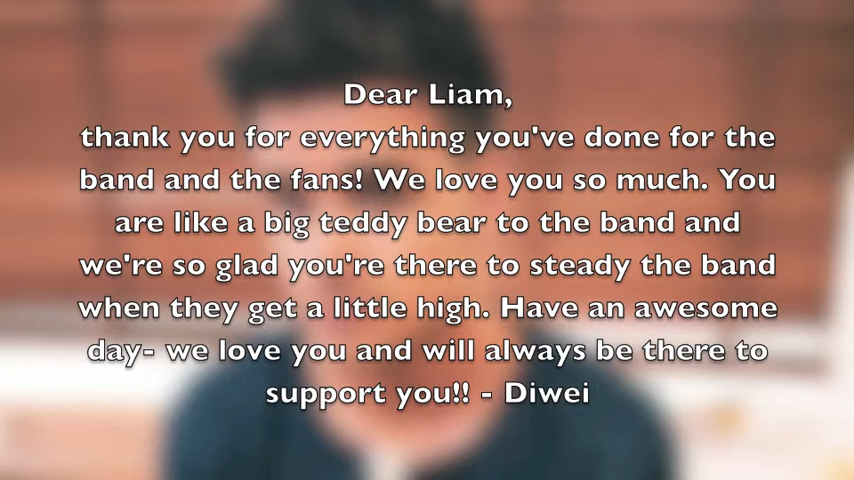 Dear Liam,
thank you for everything you've done for the
band and the fans! We love you so much. You
are like a big teddy bear to the band and
we're so glad you're there to steady the band
when they get a little high. Have an awesome
day- we love you and will always be there to
support you!! - Diwei